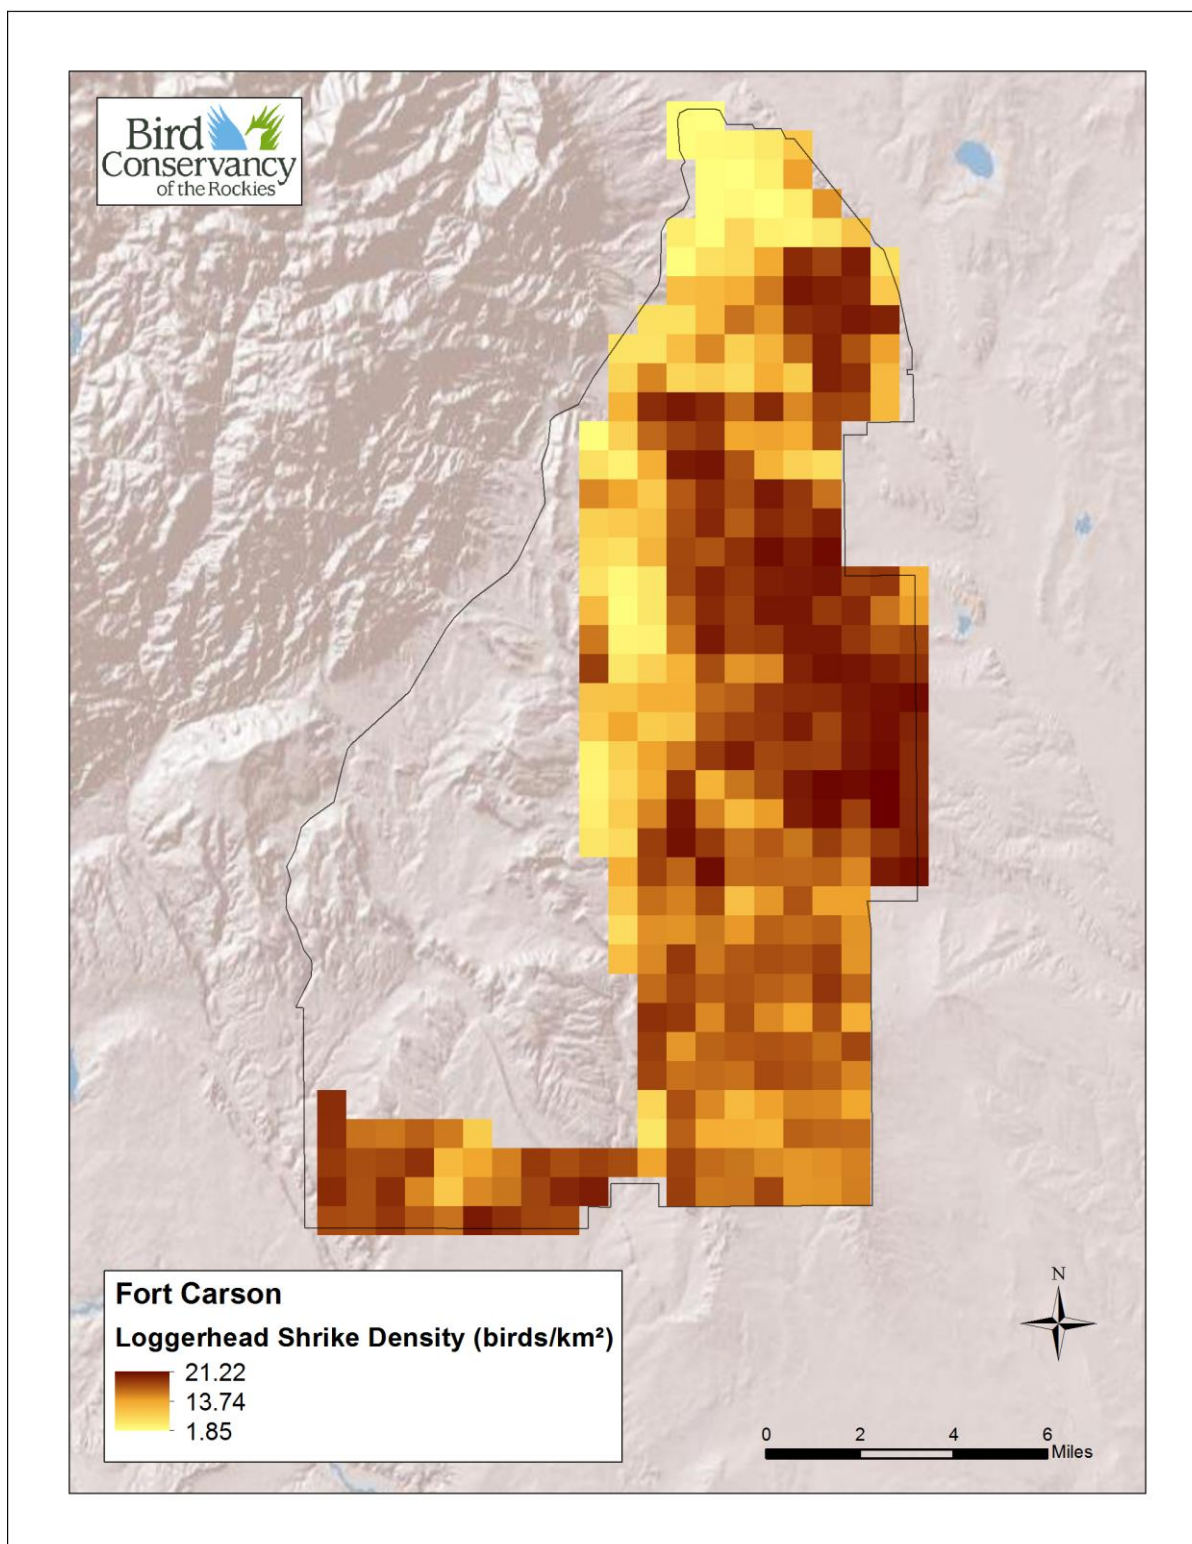 Bird
Conservancy
of the Rockies
Fort Carson
Loggerhead Shrike Density (birds/km²)
21.22
13.74
1.85
N
0 2 4 6
Miles